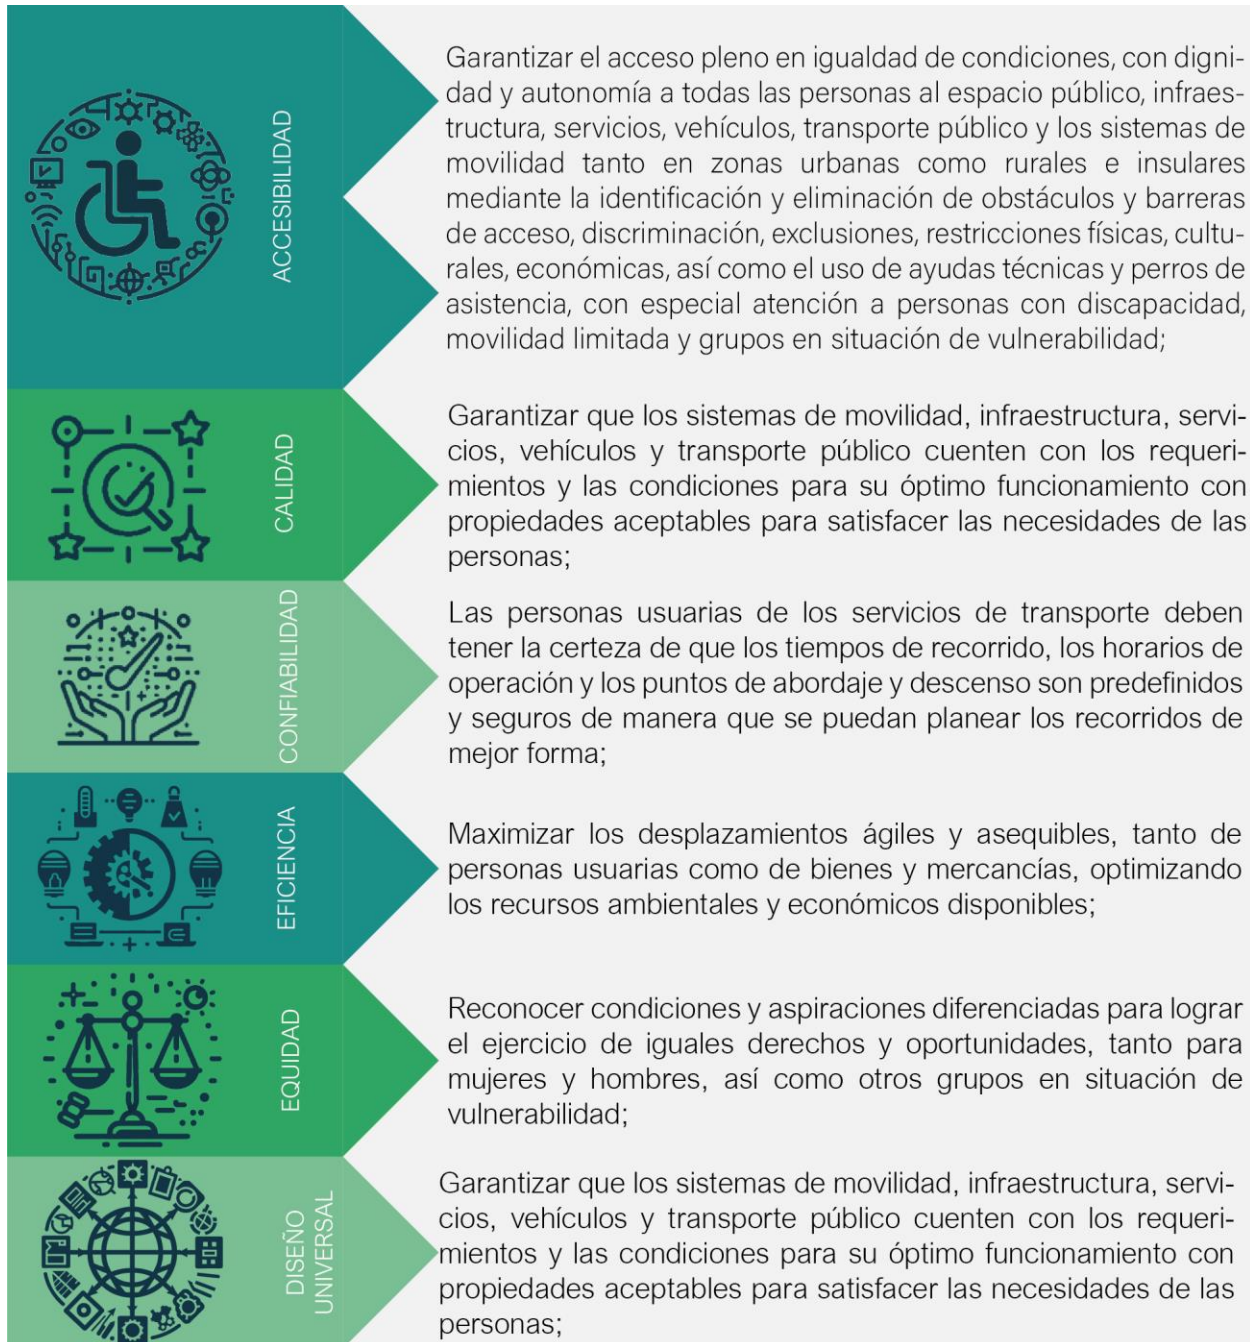 ACCESIBILIDAD
Garantizar el acceso pleno en igualdad de condiciones, con digni-
dad y autonomía a todas las personas al espacio público, infraes-
tructura, servicios, vehículos, transporte público y los sistemas de
movilidad tanto en zonas urbanas como rurales e insulares
mediante la identificación y eliminación de obstáculos y barreras
de acceso, discriminación, exclusiones, restricciones físicas, cultu-
rales, económicas, así como el uso de ayudas técnicas y perros de
asistencia, con especial atención a personas con discapacidad,
movilidad limitada y grupos en situación de vulnerabilidad;
CALIDAD
Garantizar que los sistemas de movilidad, infraestructura, servi-
cios, vehículos y transporte público cuenten con los requeri-
mientos y las condiciones para su óptimo funcionamiento con
propiedades aceptables para satisfacer las necesidades de las
personas;
CONFIABILIDAD
Las personas usuarias de los servicios de transporte deben
tener la certeza de que los tiempos de recorrido, los horarios de
operación y los puntos de abordaje y descenso son predefinidos
y seguros de manera que se puedan planear los recorridos de
mejor forma;
EFICIENCIA
Maximizar los desplazamientos ágiles y asequibles, tanto de
personas usuarias como de bienes y mercancías, optimizando
los recursos ambientales y económicos disponibles;
EQUIDAD
Reconocer condiciones y aspiraciones diferenciadas para lograr
el ejercicio de iguales derechos y oportunidades, tanto para
mujeres y hombres, así como otros grupos en situación de
vulnerabilidad;
DISEÑO
UNIVERSAL
Garantizar que los sistemas de movilidad, infraestructura, servi-
cios, vehículos y transporte público cuenten con los requeri-
mientos y las condiciones para su óptimo funcionamiento con
propiedades aceptables para satisfacer las necesidades de las
personas;